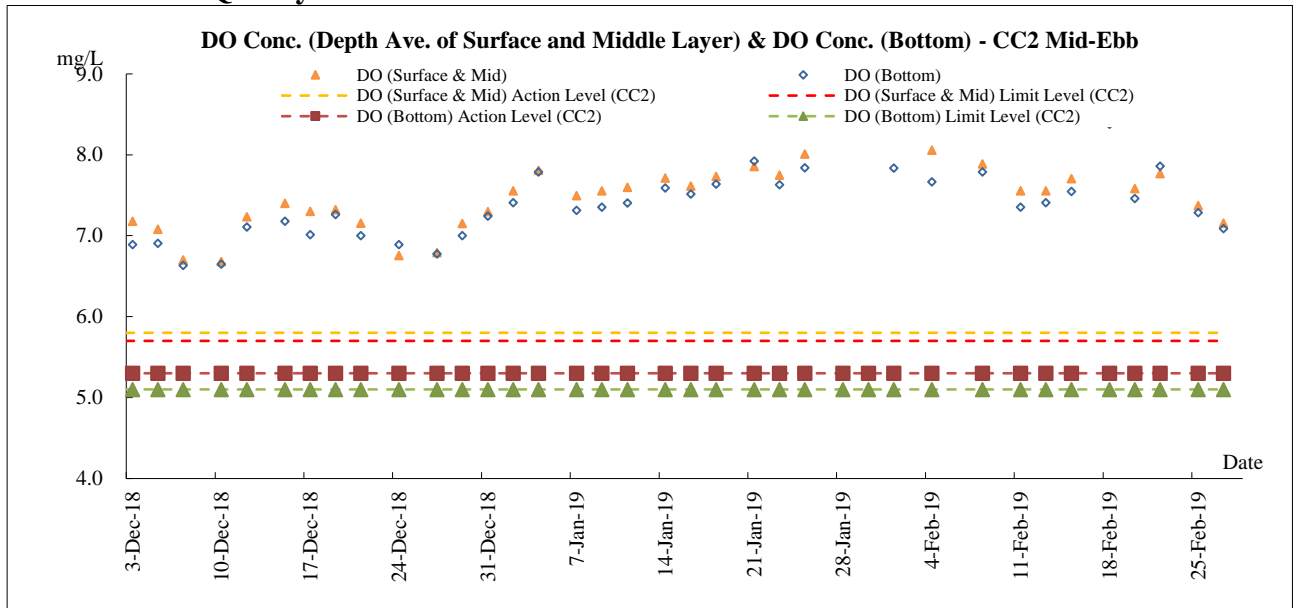 DO Conc. (Depth Ave. of Surface and Middle Layer) & DO Conc. (Bottom) - CC2 Mid-Ebb
mg/L
DO (Surface & Mid)
DO (Bottom)
DO (Surface & Mid) Action Level (CC2)
DO (Surface & Mid) Limit Level (CC2)
DO (Bottom) Action Level (CC2)
DO (Bottom) Limit Level (CC2)
9.0
8.0
7.0
6.0
5.0
4.0
Date
3-Dec-18
10-Dec-18
17-Dec-18
24-Dec-18
31-Dec-18
7-Jan-19
14-Jan-19
21-Jan-19
28-Jan-19
4-Feb-19
11-Feb-19
18-Feb-19
25-Feb-19